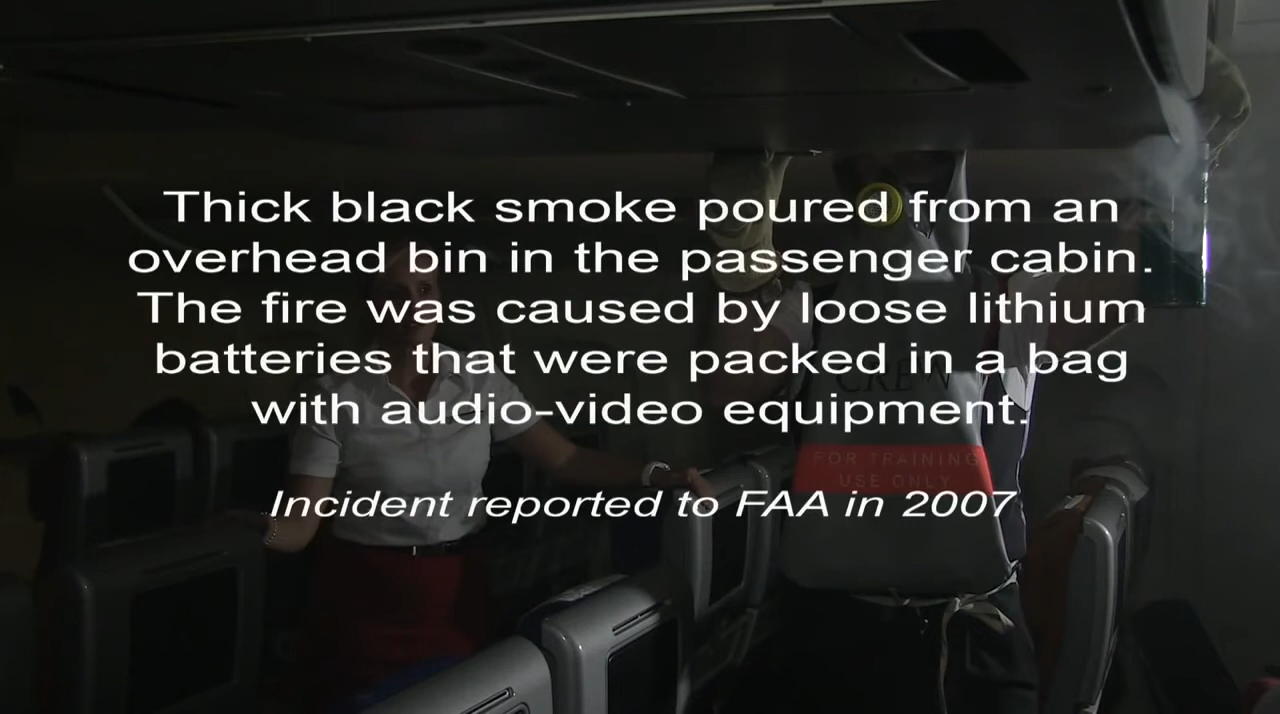 Thick black smoke poured from an
overhead bin in the passenger cabin.
The fire was caused by loose lithium
batteries that were packed in a bag
with audio-video equipment.
CREW
FOR TRAINING
USE ONLY
Incident reported to FAA in 2007